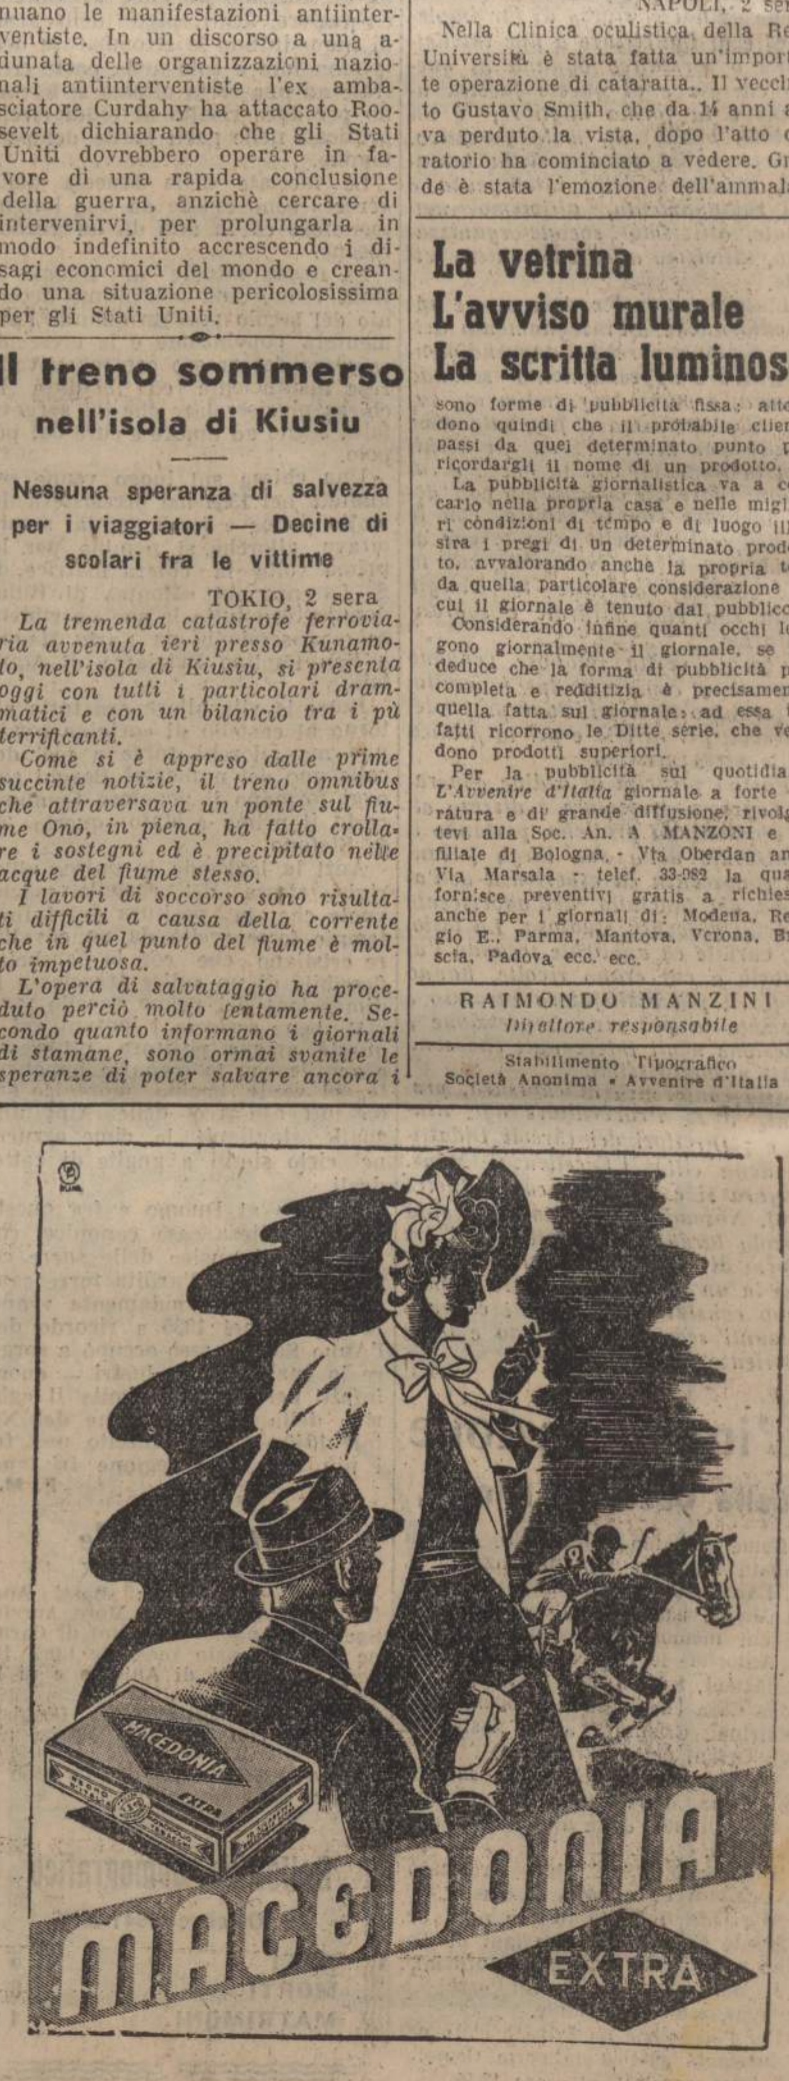 nuano le manifestazioni antiinter-
ventiste. In un discorso a una a-
dunata delle organizzazioni nazio-
nali antiinterventiste l'ex amba-
sciatore Curdahy ha attaccato Roo-
sevelt dichiarando che gli Stati
Uniti dovrebbero operare in fa-
vore di una rapida conclusione
della guerra, anzichè cercare di
intervenirvi, per prolungarla in
modo indefinito accrescendo i di-
sagi economici del mondo e crean-
do una situazione pericolosissima
per gli Stati Uniti.
Il treno sommerso
nell'isola di Kiusiu
Nessuna speranza di salvezza
per i viaggiatori — Decine di
scolari fra le vittime
TOKIO, 2 sera
La tremenda catastrofe ferrovia-
ria avvenuta ieri presso Kunamo-
to, nell'isola di Kiusiu, si presenta
oggi con tutti i particolari dram-
matici e con un bilancio tra i più
terrificanti.
Come si è appreso dalle prime
succinte notizie, il treno omnibus
che attraversava un ponte sul fiu-
me Ono, in piena, ha fatto crolla-
re i sostegni ed è precipitato nelle
acque del fiume stesso.
I lavori di soccorso sono risulta-
ti difficili a causa della corrente
che in quel punto del fiume è mol-
to impetuosa.
L'opera di salvataggio ha proce-
duto perciò molto lentamente. Se-
condo quanto informano i giornali
di stamane, sono ormai svanite le
speranze di poter salvare ancora i
NAPOLI, 2 ser
Nella Clinica oculistica della Re
Università è stata fatta un'import
te operazione di cataratta.. Il vecch
to Gustavo Smith, che da 14 anni a
va perduto la vista, dopo l'atto o
ratorio ha cominciato a vedere. Gr
de è stata l'emozione dell'ammal
La vetrina
L'avviso murale
La scritta luminos
sono forme di pubblicità fissa: atte
dono quindi che il probabile clien
passi da quel determinato punto p
ricordargli il nome di un prodotto.
La pubblicità giornalistica va a c
carlo nella propria casa e nelle migl
ri condizioni di tempo e di luogo ill
stra i pregi di un determinato prod
to, avvalorando anche la propria t
da quella particolare considerazione
cui il giornale è tenuto dal pubblico
Considerando infine quanti occhi le
gono giornalmente il giornale, se
deduce che la forma di pubblicità p
completa e redditizia è precisamen
quella fatta sul giornale: ad essa i
fatti ricorrono le Ditte serie, che ve
dono prodotti superiori.
Per la pubblicità sul quotidia
L'Avvenire d'Italia giornale a forte
ratura e di grande diffusione, rivolg
tevi alla Soc. An. A MANZONI e
filiale di Bologna, - Via Oberdan an
Via Marsala - telef. 33-982 la qua
fornisce preventivi gratis a richies
anche per i giornali di: Modena, Re
gio E., Parma, Mantova, Verona, Br
scia, Padova ecc. ecc.
RAIMONDO MANZINI
Direttore responsabile
Stabilimento Tipografico
Società Anonima • Avvenire d'Italia
MACEDONIA
EXTRA
MACEDONIA
EXTRA